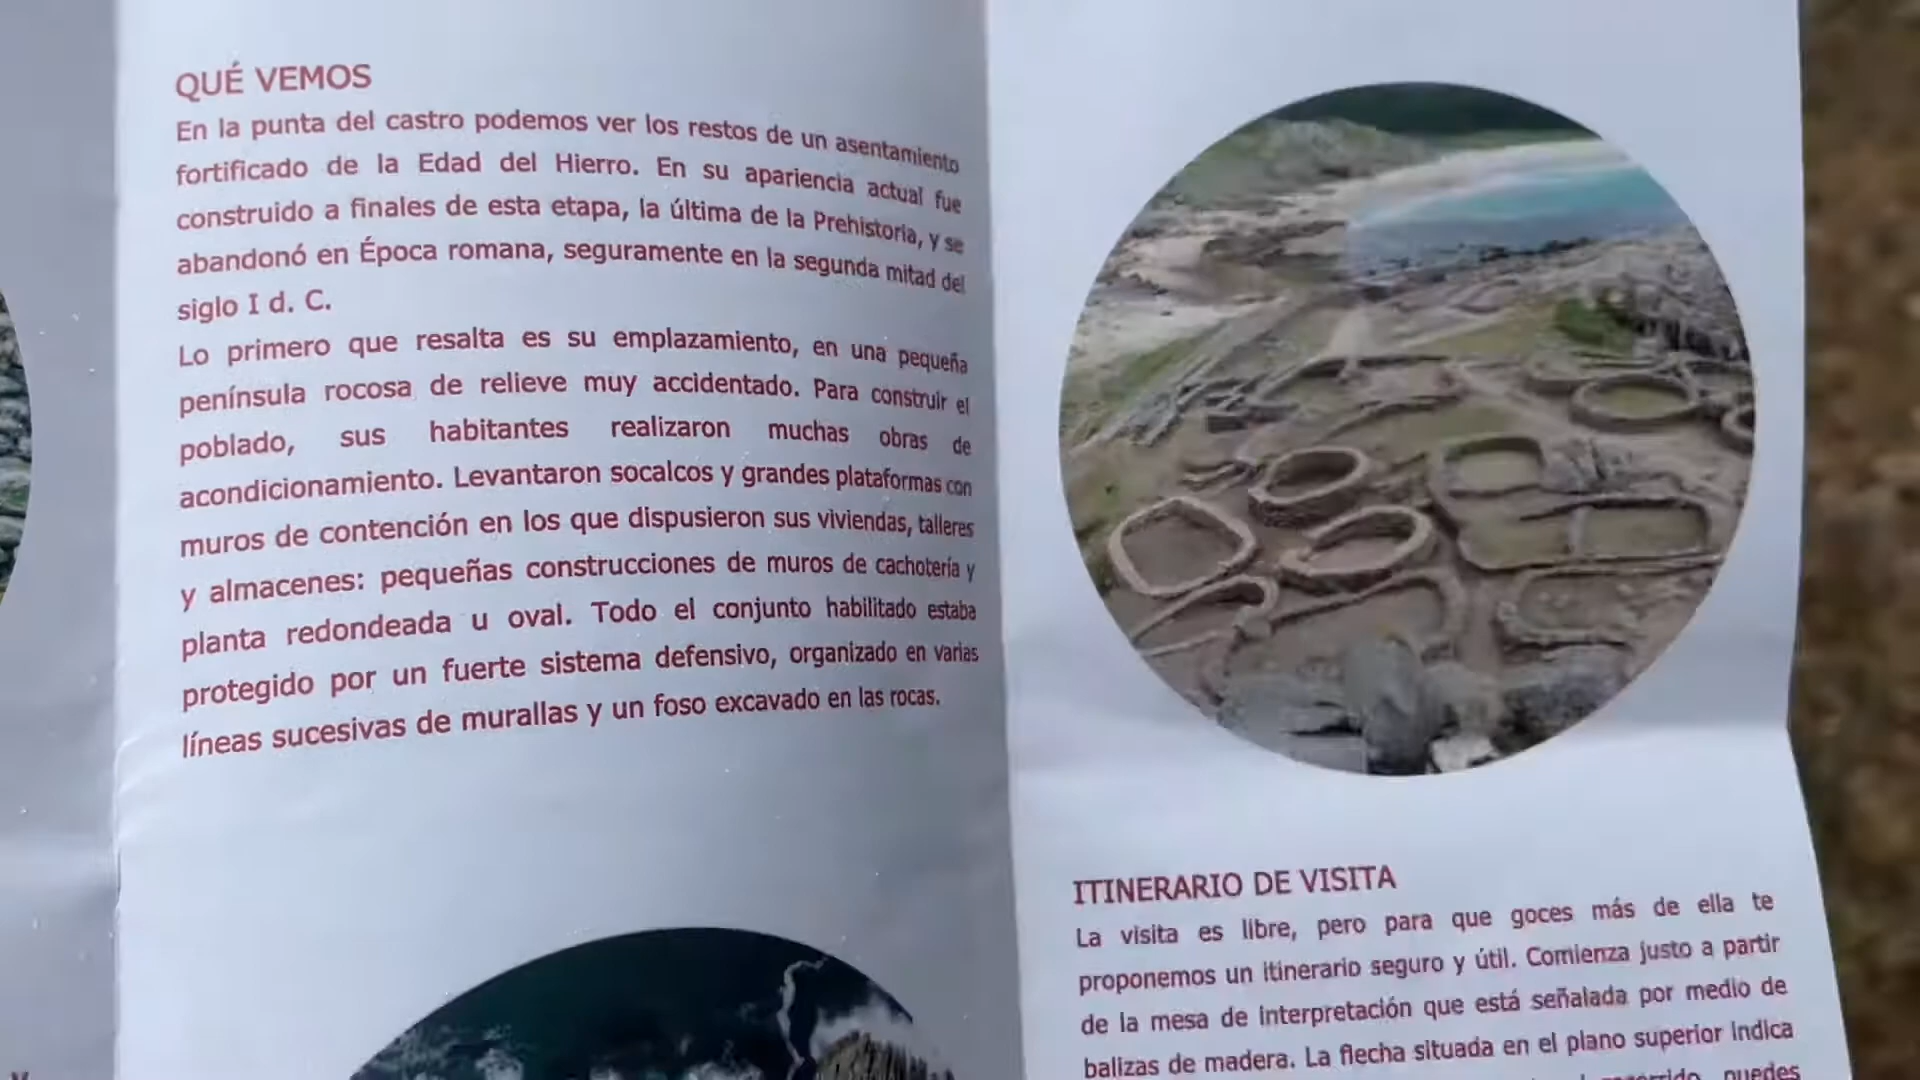 QUÉ VEMOS
En la punta del castro podemos ver los restos de un asentamiento
fortificado de la Edad del Hierro. En su apariencia actual fue
construido a finales de esta etapa, la última de la Prehistoria, y se
abandonó en Época romana, seguramente en la segunda mitad del
siglo I d. C.
Lo primero que resalta es su emplazamiento, en una pequeña
península rocosa de relieve muy accidentado. Para construir el
poblado, sus habitantes realizaron muchas obras de
acondicionamiento. Levantaron socalcos y grandes plataformas con
muros de contención en los que dispusieron sus viviendas, talleres
y almacenes: pequeñas construcciones de muros de cachotería y
planta redondeada u oval. Todo el conjunto habilitado estaba
protegido por un fuerte sistema defensivo, organizado en varias
líneas sucesivas de murallas y un foso excavado en las rocas.
ITINERARIO DE VISITA
La visita es libre, pero para que goces más de ella te
proponemos un itinerario seguro y útil. Comienza justo a partir
de la mesa de interpretación que está señalada por medio de
balizas de madera. La flecha situada en el plano superior indica
puedes